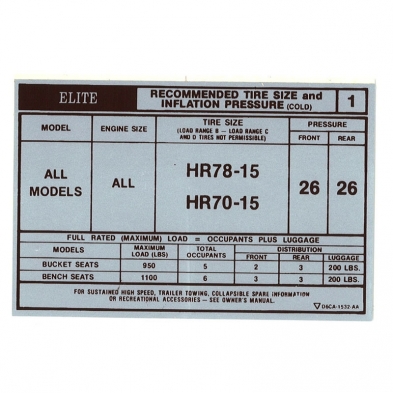 ELITE
RECOMMENDED TIRE SIZE and
INFLATION PRESSURE (COLD)
1
MODEL
ENGINE SIZE
TIRE SIZE
(LOAD RANGE B – LOAD RANGE C
AND D TIRES NOT PERMISSIBLE)
PRESSURE
FRONT REAR
ALL
MODELS
ALL
HR78-15
HR70-15
26 26
FULL RATED (MAXIMUM) LOAD = OCCUPANTS PLUS LUGGAGE
MODELS
MAXIMUM
LOAD (LBS)
TOTAL
OCCUPANTS
DISTRIBUTION
FRONT REAR LUGGAGE
BUCKET SEATS 950 5 2 3 200 LBS.
BENCH SEATS 1100 6 3 3 200 LBS.
FOR SUSTAINED HIGH SPEED, TRAILER TOWING, COLLAPSIBLE SPARE INFORMATION
OR RECREATIONAL ACCESSORIES – SEE OWNER'S MANUAL.
D6CA-1532-AA